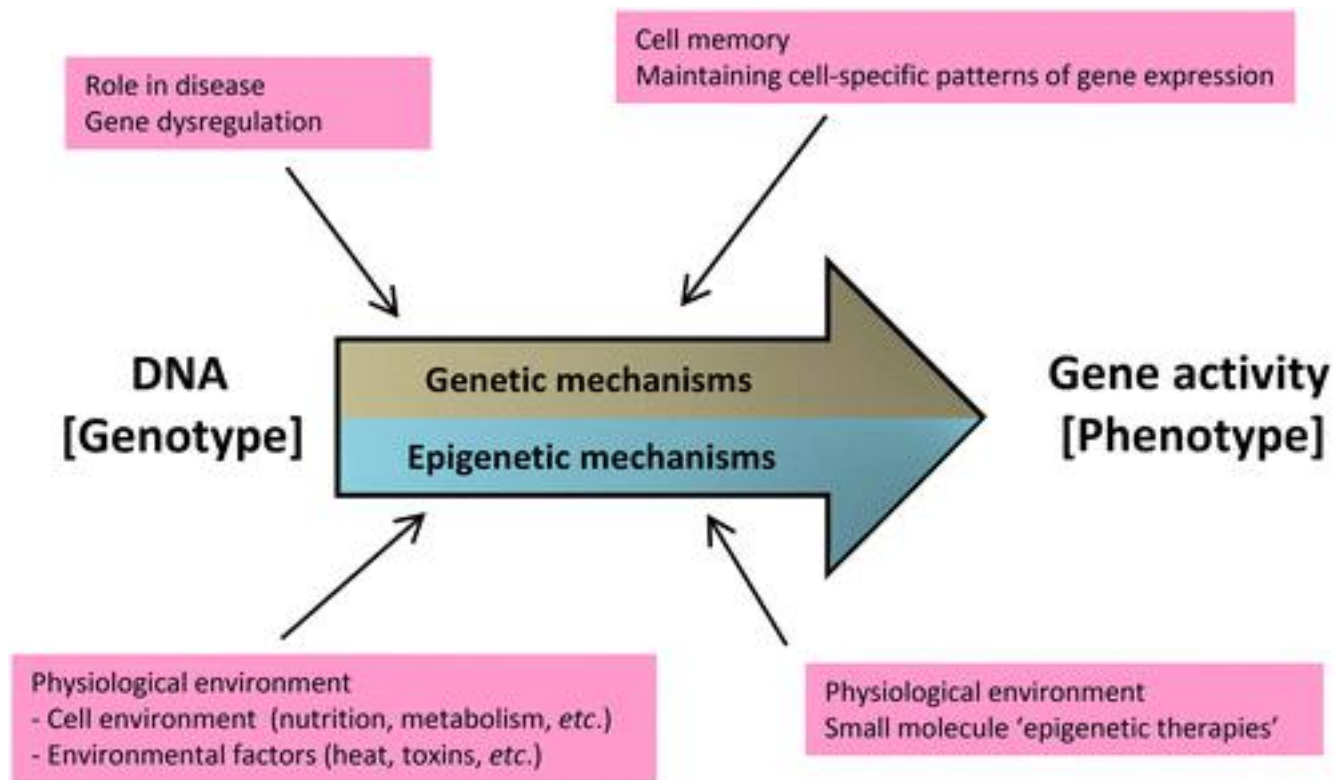 Role in disease
Gene dysregulation
Cell memory
Maintaining cell-specific patterns of gene expression
DNA
[Genotype]
Genetic mechanisms
Epigenetic mechanisms
Gene activity
[Phenotype]
Physiological environment
- Cell environment (nutrition, metabolism, etc.)
- Environmental factors (heat, toxins, etc.)
Physiological environment
Small molecule ‘epigenetic therapies’